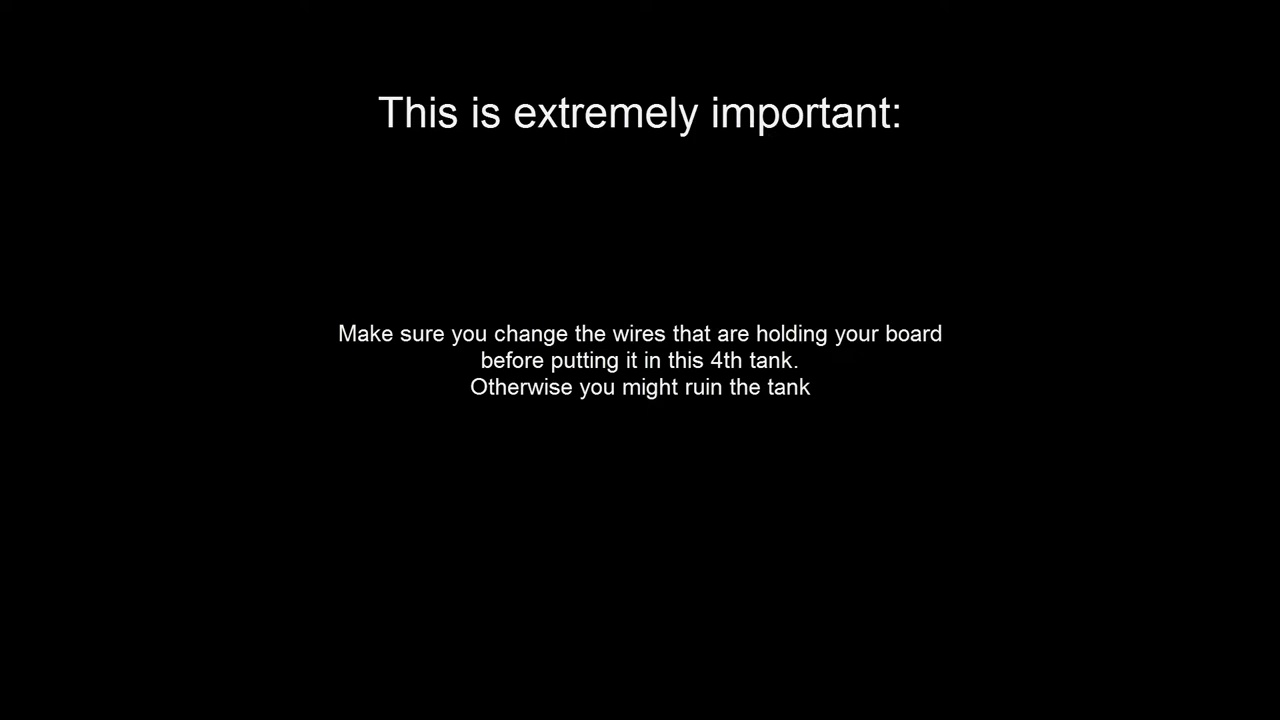 This is extremely important:
Make sure you change the wires that are holding your board
before putting it in this 4th tank.
Otherwise you might ruin the tank